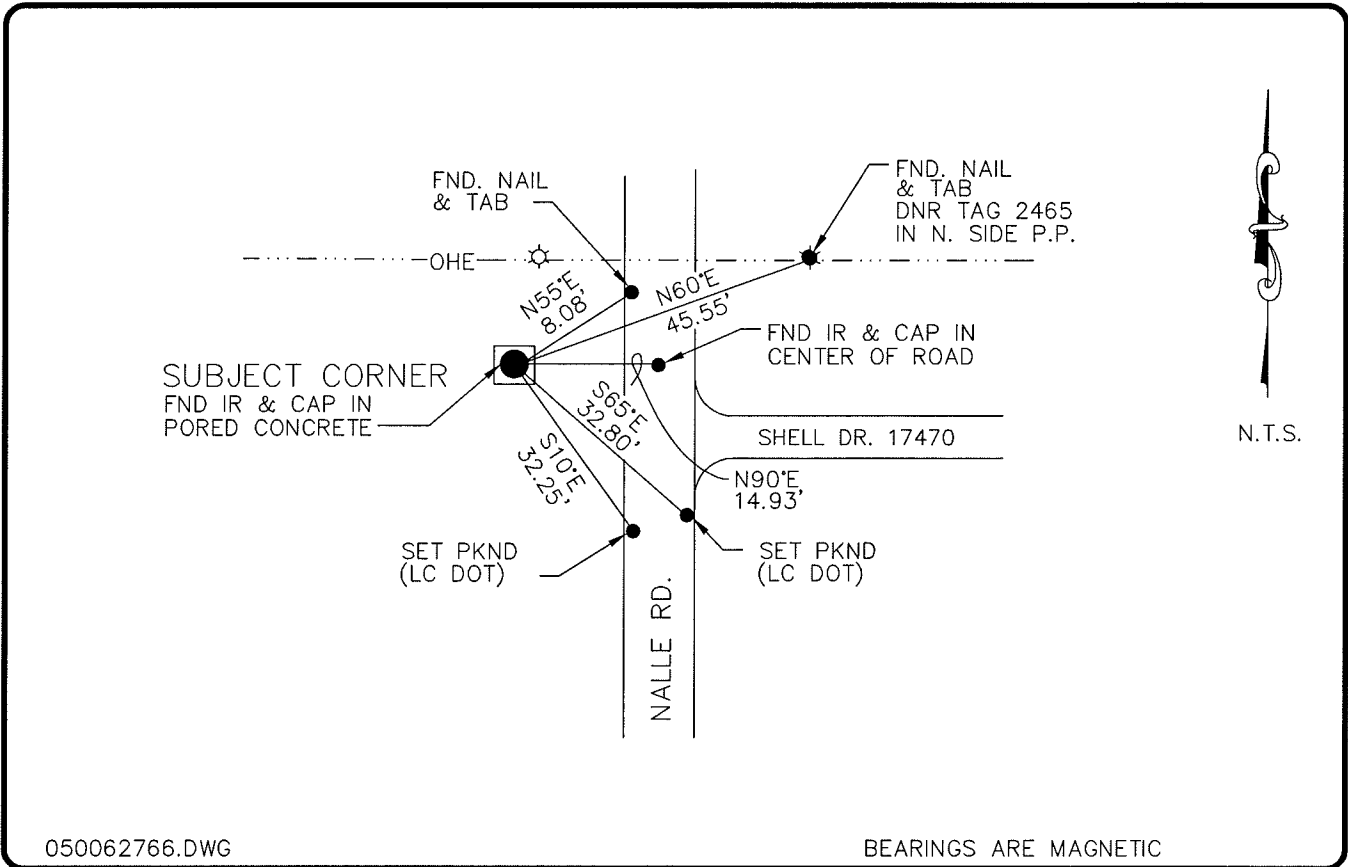 FND. NAIL
& TAB
FND. NAIL
& TAB
DNR TAG 2465
IN N. SIDE P.P.
OHE
N55°E
8.08'
N60°E
45.55'
FND IR & CAP IN
CENTER OF ROAD
SUBJECT CORNER
FND IR & CAP IN
PORED CONCRETE
S65°E
32.80'
S10°E
32.25'
SHELL DR. 17470
N.T.S.
N90°E
14.93'
SET PKND
(LC DOT)
SET PKND
(LC DOT)
NALLE RD.
050062766.DWG
BEARINGS ARE MAGNETIC